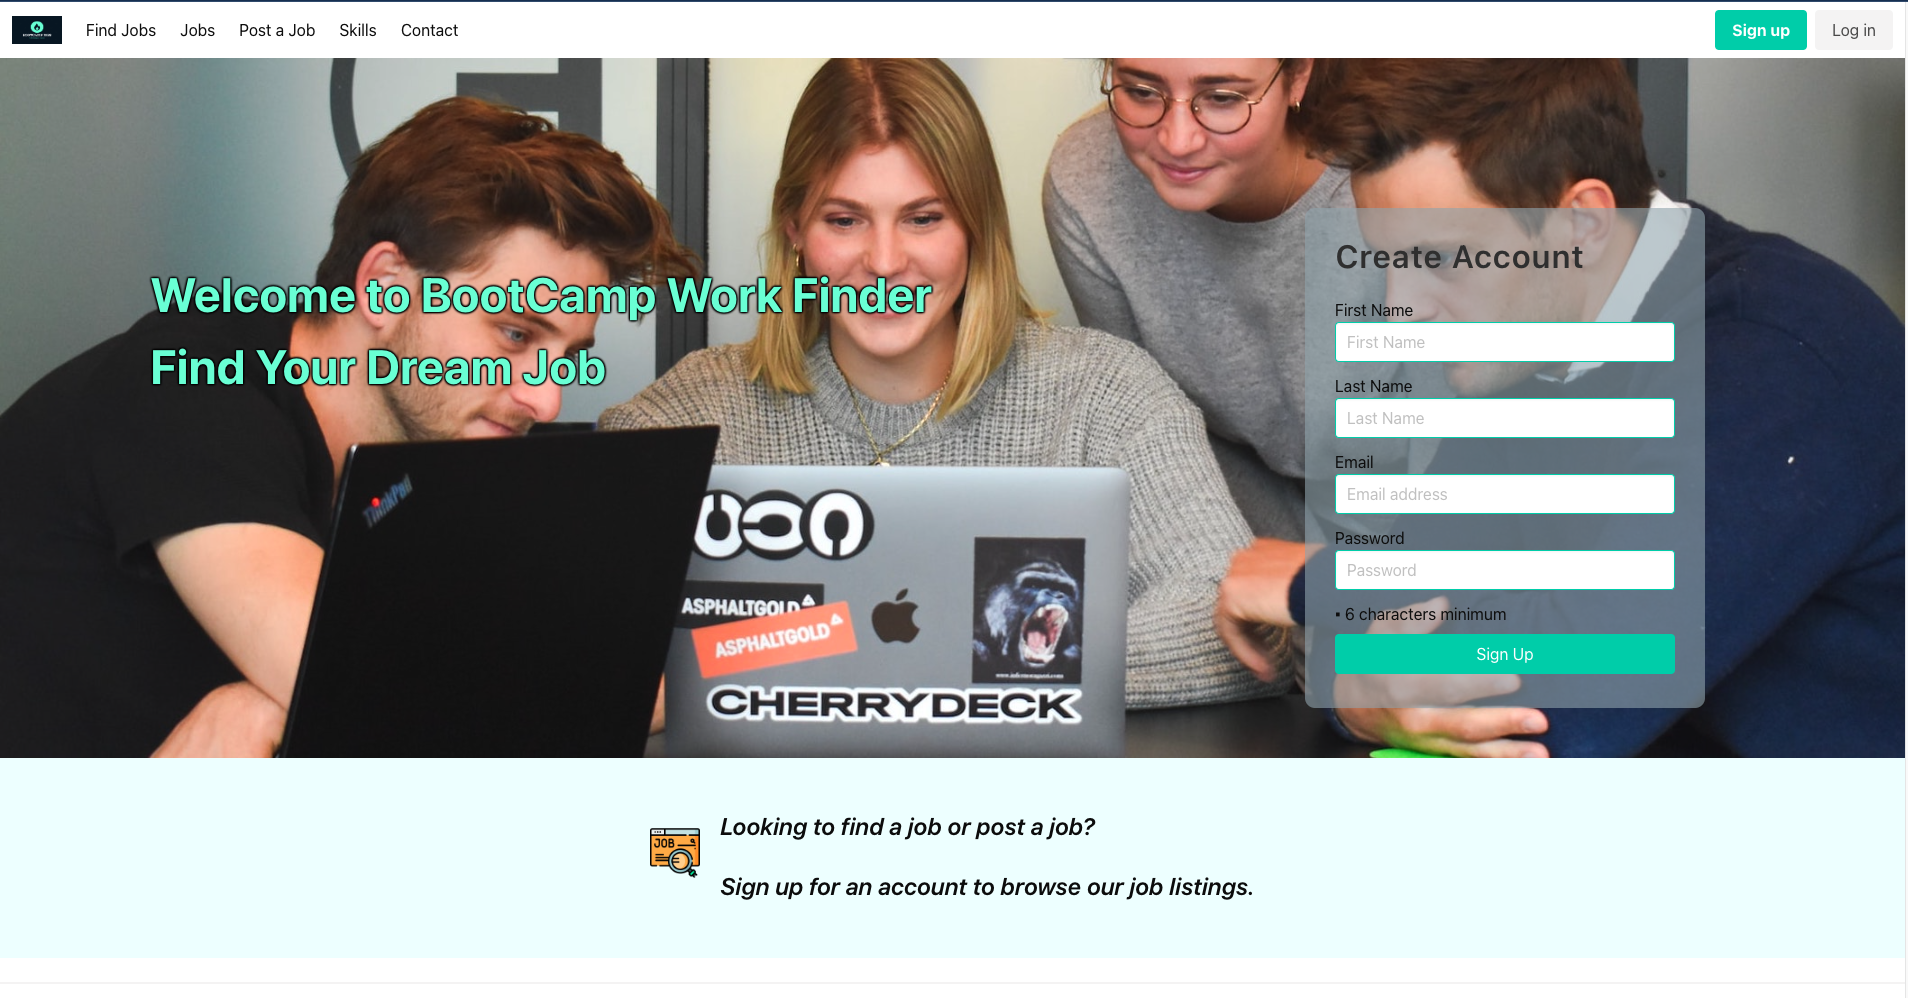 Find Jobs Jobs Post a Job Skills Contact Sign up Log in
Welcome to BootCamp Work Finder
Find Your Dream Job
Create Account
First Name
First Name
Last Name
Last Name
Email
Email address
Password
Password
• 6 characters minimum
Sign Up
ThinkPad
ASPHALTGOLD
ASPHALTGOLD
CHERRYDECK
Looking to find a job or post a job?
JOB
Sign up for an account to browse our job listings.